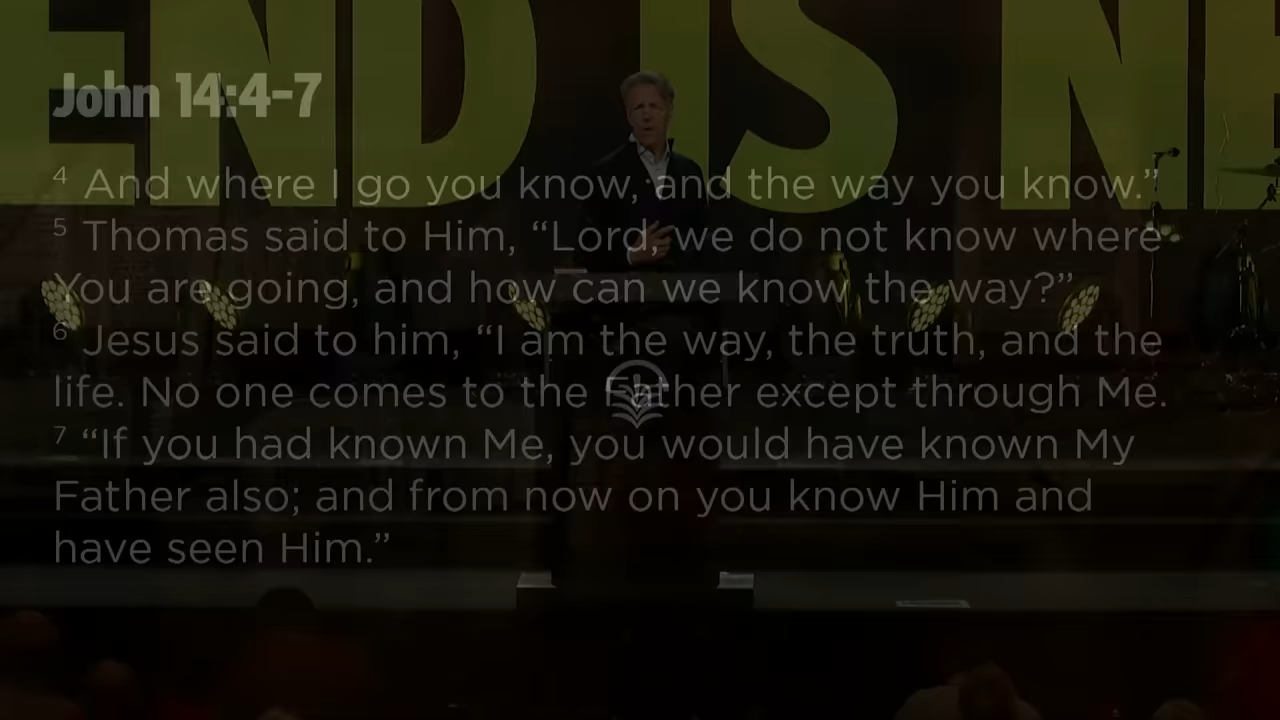 END IS NE
John 14:4-7
4 And where I go you know, and the way you know.”
5 Thomas said to Him, “Lord, we do not know where
You are going, and how can we know the way?”
6 Jesus said to him, “I am the way, the truth, and the
life. No one comes to the Father except through Me.
7 “If you had known Me, you would have known My
Father also; and from now on you know Him and
have seen Him.”